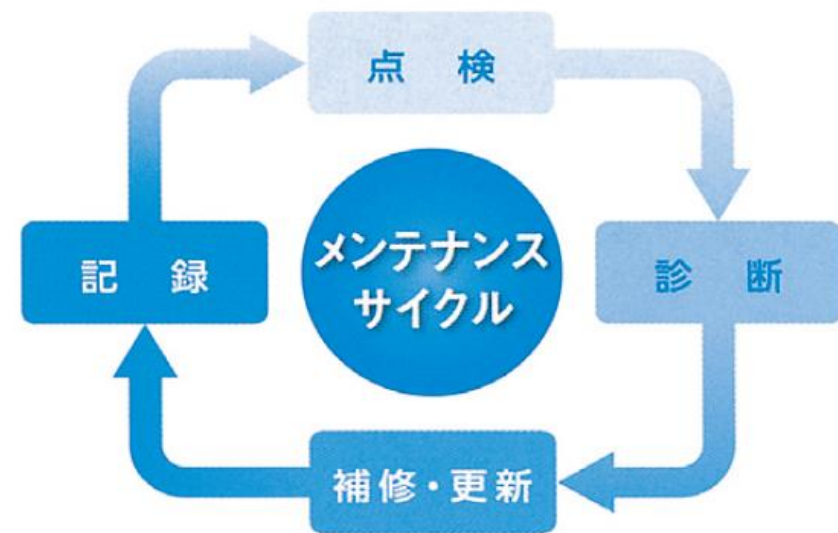 点 検
メンテナンス
サイクル
記 録
診 断
補修・更新